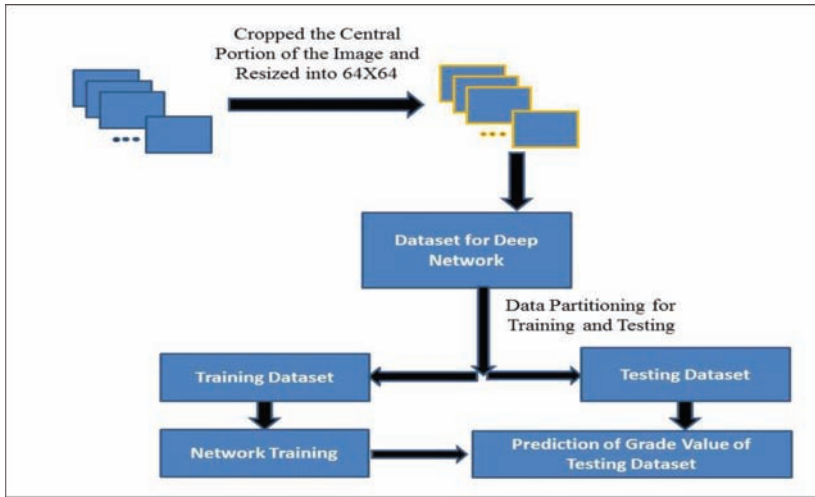 Cropped the Central
Portion of the Image and
Resized into 64X64
Dataset for Deep
Network
Data Partitioning for
Training and Testing
Training Dataset
Testing Dataset
Network Training
Prediction of Grade Value of
Testing Dataset